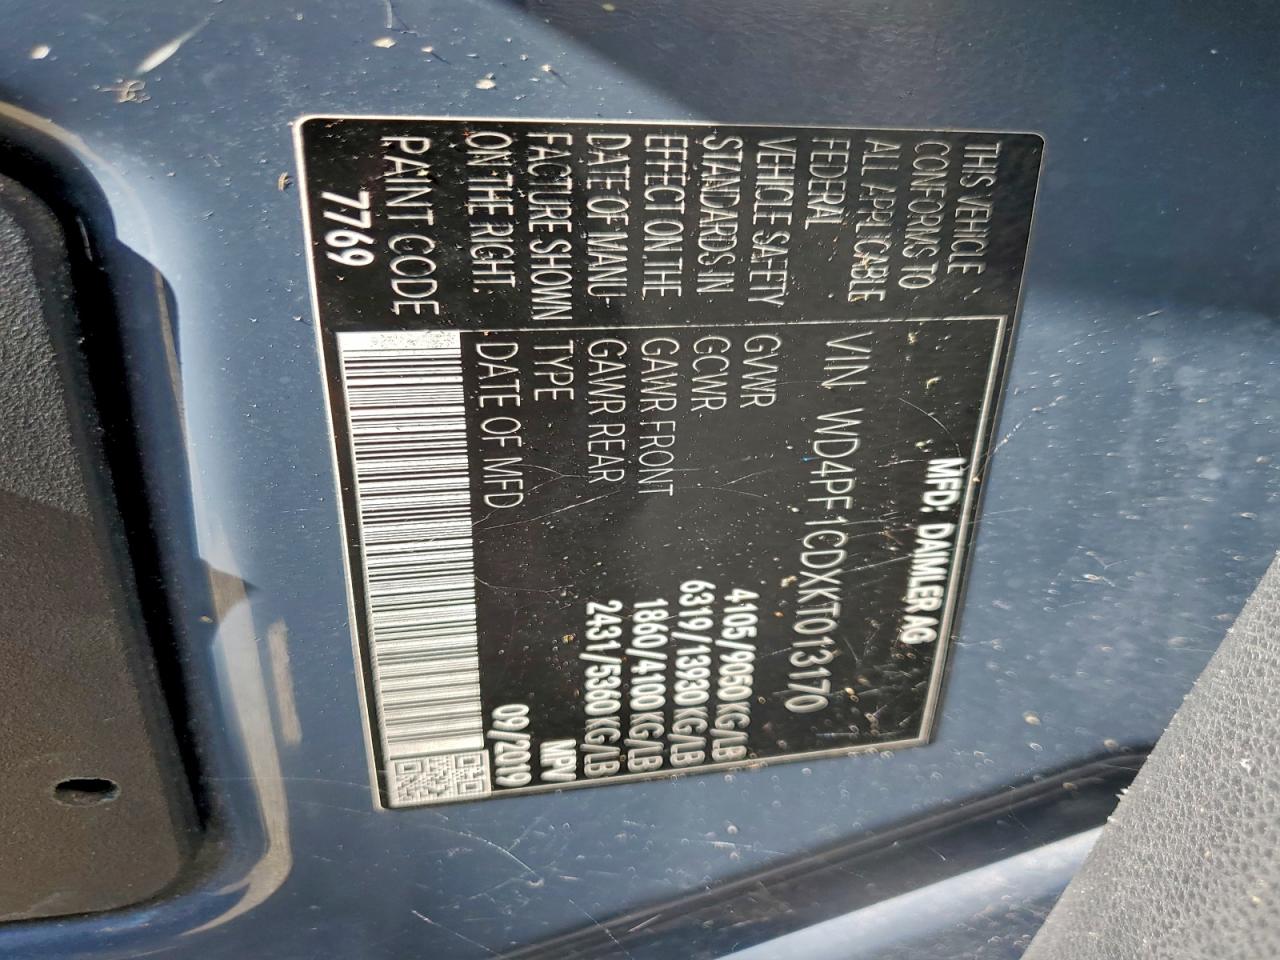 THIS VEHICLE
CONFORMS TO
ALL APPLICABLE
FEDERAL
VEHICLE SAFETY
STANDARDS IN
EFFECT ON THE
DATE OF MANU-
FACTURE SHOWN
ON THE RIGHT.
PAINT CODE
7769
MFD: DAIMLER AG
VIN WD4PF1CDXKT013170
GVWR 4105/9050 KG/LB
GCWR 6319/13930 KG/LB
GAWR FRONT 1860/4100 KG/LB
GAWR REAR 2431/5360 KG/LB
TYPE MPV
DATE OF MFD 09/2019